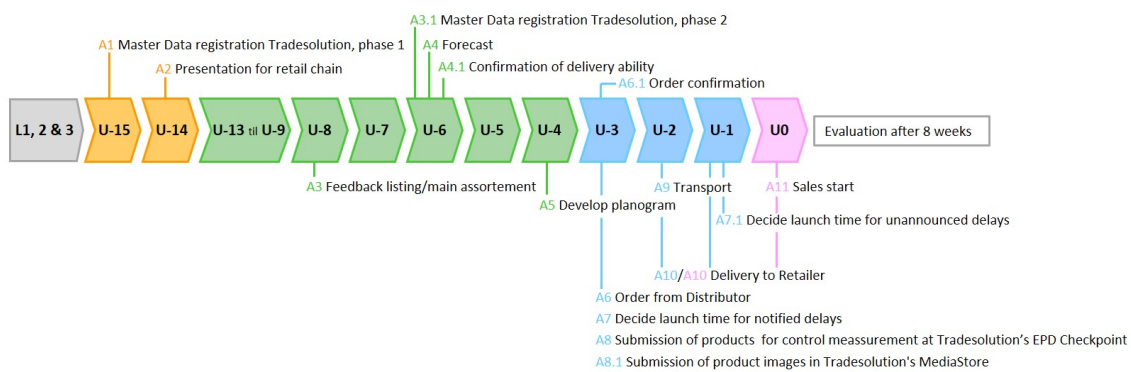 A3.1 Master Data registration Tradesolution, phase 2
A1 Master Data registration Tradesolution, phase 1
A4 Forecast
A2 Presentation for retail chain
A4.1 Confirmation of delivery ability
A6.1 Order confirmation
L1, 2 & 3
U-15
U-14
U-13 til U-9
U-8
U-7
U-6
U-5
U-4
U-3
U-2
U-1
U0
Evaluation after 8 weeks
A3 Feedback listing/main assortement
A9 Transport
A11 Sales start
A5 Develop planogram
A7.1 Decide launch time for unannounced delays
A10/A10 Delivery to Retailer
A6 Order from Distributor
A7 Decide launch time for notified delays
A8 Submission of products for control meassurement at Tradesolution’s EPD Checkpoint
A8.1 Submission of product images in Tradesolution's MediaStore